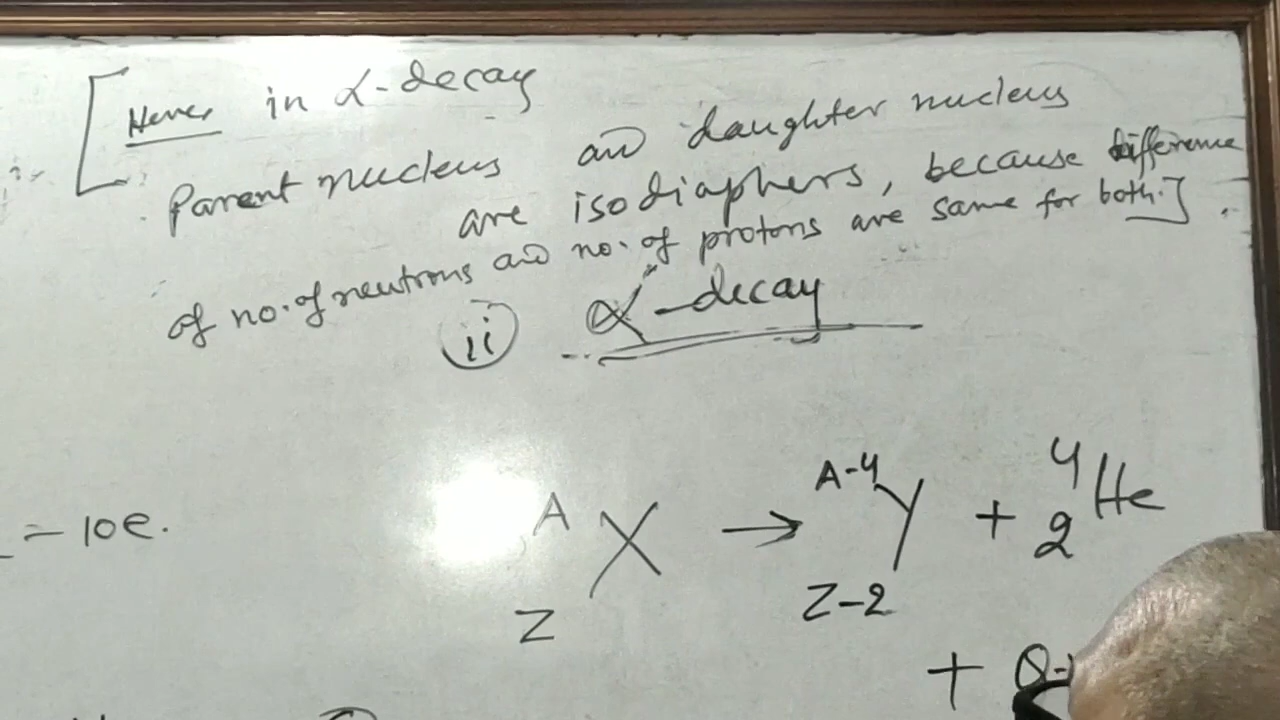 [Hence in α-decay
Parent nucleus and daughter nucleus
are isodiaphers, because difference
of no. of neutrons and no. of protons are same for both.]
ii α-decay
= -10e.
A Z X → A-4 Z-2 Y + 4 2 He
+ Q-